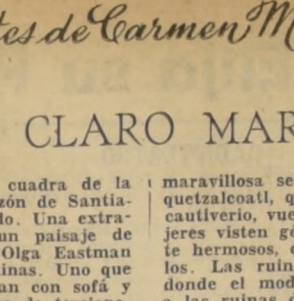 tes de Carmen M
CLARO MAR
cuadra de la
zón de Santia-
lo. Una extra-
un paisaje de
Olga Eastman
inas. Uno que
an con sofá y
maravillosa se
quetzalcoatl, q
cautiverio, vue
jeres visten gó
te hermosos, e
los. Las ruin
donde el mod